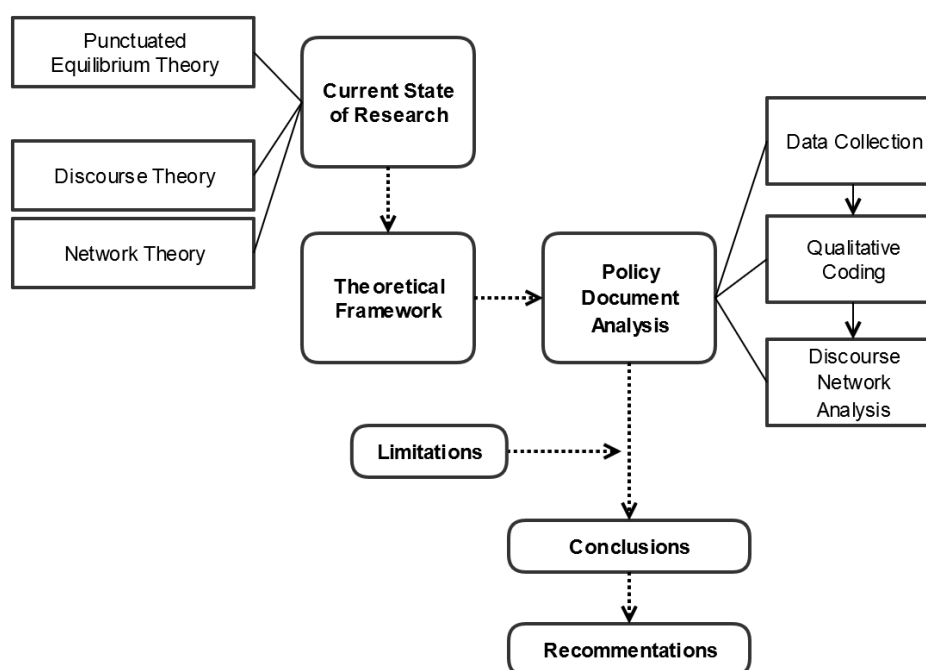 Punctuated
Equilibrium Theory
Discourse Theory
Network Theory
Current State
of Research
Theoretical
Framework
Policy
Document
Analysis
Data Collection
Qualitative
Coding
Discourse
Network
Analysis
Limitations
Conclusions
Recommentations